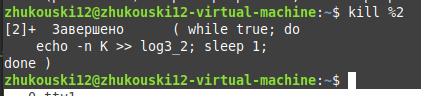 zhukouski12@zhukouski12-virtual-machine:~$ kill %2
[2]+  Завершено      ( while true; do
    echo -n K >> log3_2; sleep 1;
done )
zhukouski12@zhukouski12-virtual-machine:~$